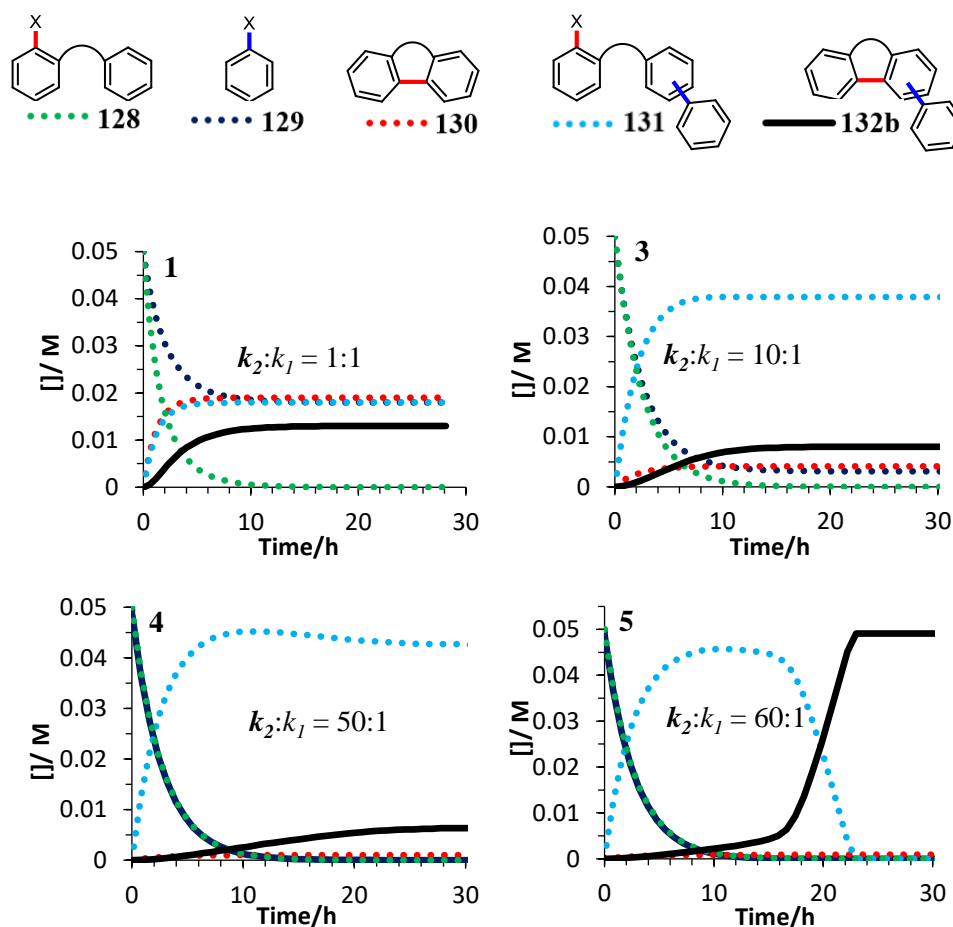 X X X
128 129 130 131 132b
1
k2:k1 = 1:1
[]/ M
0.05
0.04
0.03
0.02
0.01
0
0 10 20 30
Time/h
3
k2:k1 = 10:1
[]/ M
0.05
0.04
0.03
0.02
0.01
0
0 10 20 30
Time/h
4
k2:k1 = 50:1
[]/ M
0.05
0.04
0.03
0.02
0.01
0
0 10 20 30
Time/h
5
k2:k1 = 60:1
[]/ M
0.05
0.04
0.03
0.02
0.01
0
0 10 20 30
Time/h